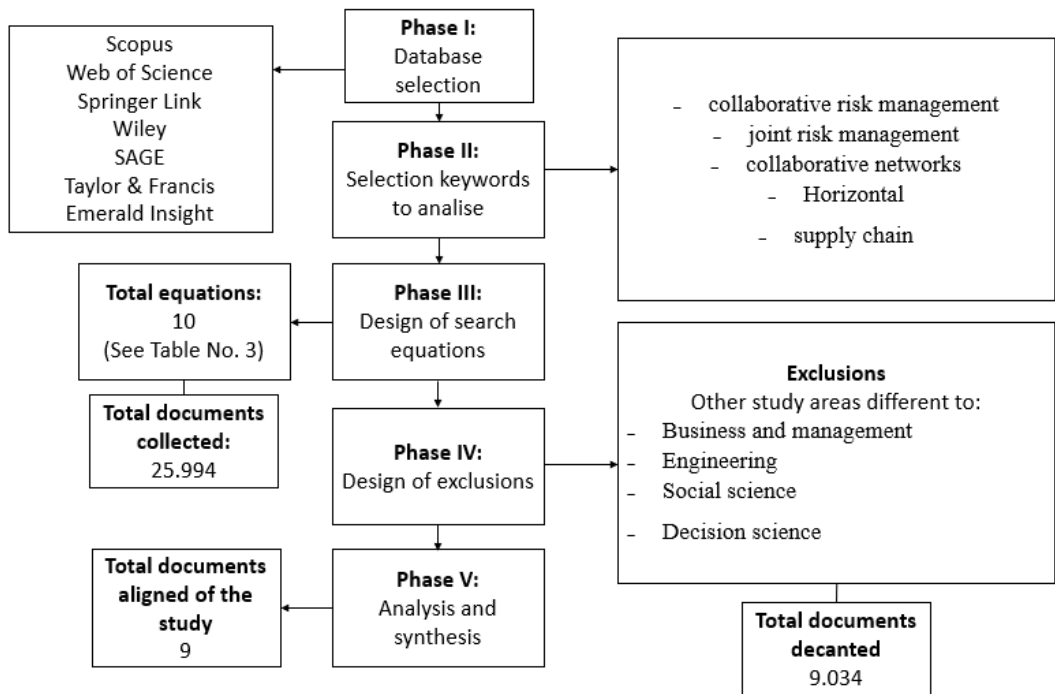 Phase I:
Database
selection
Scopus
Web of Science
Springer Link
Wiley
SAGE
Taylor & Francis
Emerald Insight
Phase II:
Selection keywords
to analise
- collaborative risk management
- joint risk management
- collaborative networks
- Horizontal
- supply chain
Phase III:
Design of search
equations
Total equations:
10
(See Table No. 3)
Total documents
collected:
25.994
Phase IV:
Design of exclusions
Exclusions
Other study areas different to:
- Business and management
- Engineering
- Social science
- Decision science
Total documents
decanted
9.034
Phase V:
Analysis and
synthesis
Total documents
aligned of the
study
9